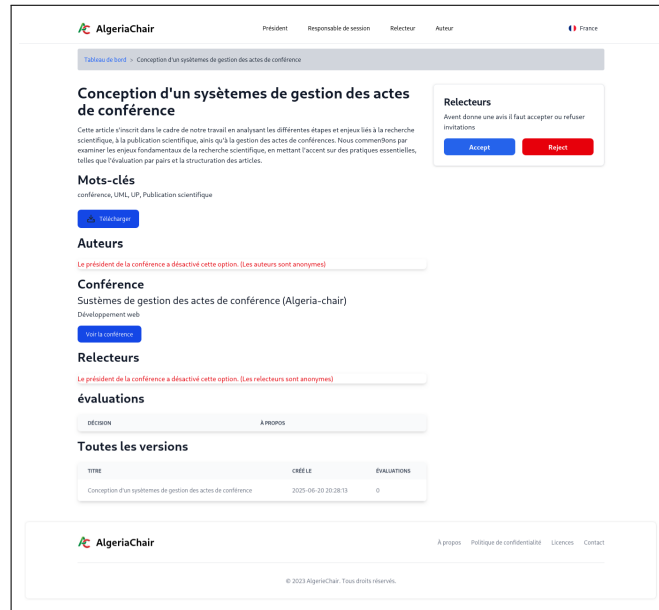 AlgeriaChair
Président Responsable de session Relecteur Auteur
France
Tableau de bord > Conception d'un sysètemes de gestion des actes de conférence
Conception d'un sysètemes de gestion des actes
de conférence
Cette article s'inscrit dans le cadre de notre travail en analysant les différentes étapes et enjeux liés à la recherche
scientifique, à la publication scientifique, ainis qu'à la gestion des actes de conférences. Nous commen9ons par
examiner les enjeux fondamentaux de la recherche scientifique, en mettant l'accent sur des pratiques essentielles,
telles que l'évaluation par pairs et la structuration des articles.
Mots-clés
conférence, UML, UP, Publication scientifique
Télécharger
Auteurs
Le président de la conférence a désactivé cette option. (Les auteurs sont anonymes)
Conférence
Sustèmes de gestion des actes de conférence (Algeria-chair)
Développement web
Voir la conférence
Relecteurs
Le président de la conférence a désactivé cette option. (Les relecteurs sont anonymes)
évaluations
DÉCISION À PROPOS
Toutes les versions
TITRE CRÉÉ LE ÉVALUATIONS
Conception d'un sysètemes de gestion des actes de conférence 2025-06-20 20:28:13 0
Relecteurs
Avent donne une avis il faut accepter ou refuser
invitations
Accept Reject
AlgeriaChair
À propos Politique de confidentialité Licences Contact
© 2023 AlgerieChair. Tous droits réservés.